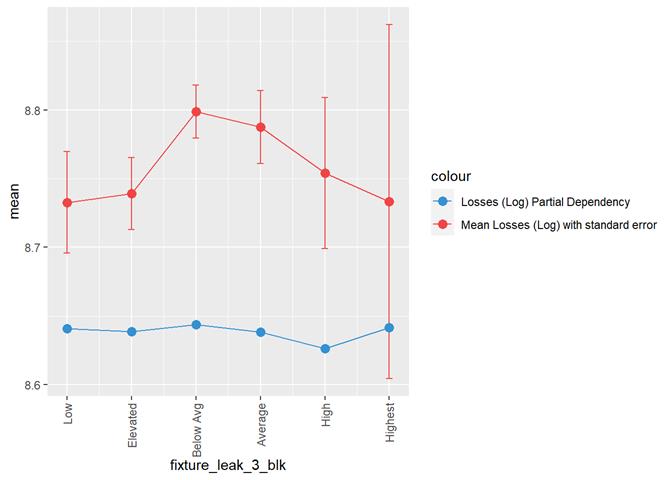 8.8
8.7
8.6
mean
Low
Elevated
Below Avg
Average
High
Highest
fixture_leak_3_blk
colour
Losses (Log) Partial Dependency
Mean Losses (Log) with standard error